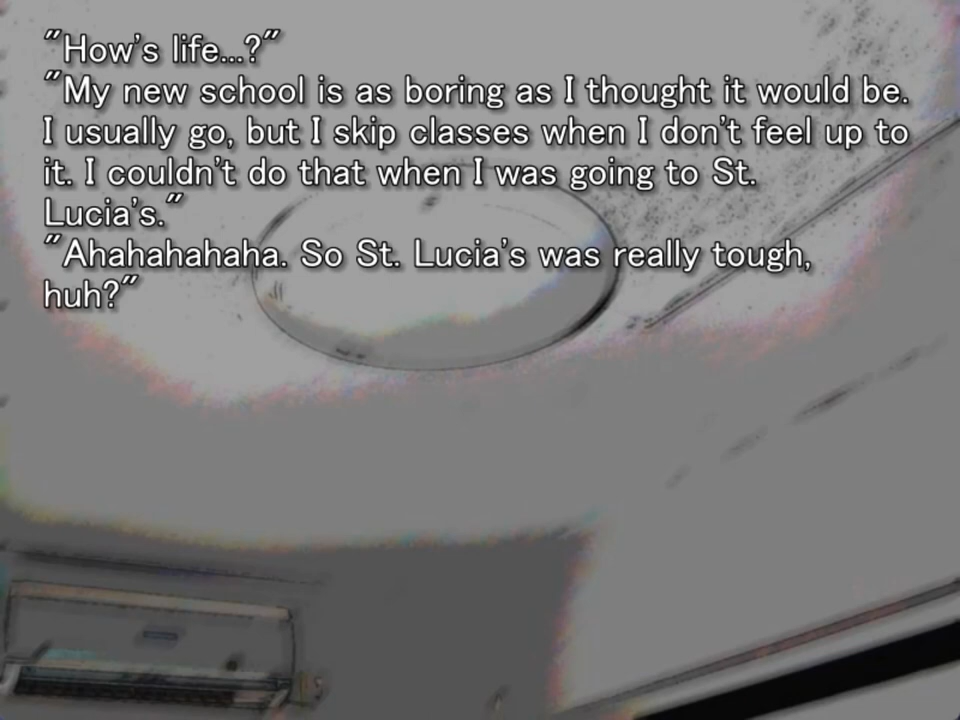 "How's life...?"
"My new school is as boring as I thought it would be.
I usually go, but I skip classes when I don't feel up to
it. I couldn't do that when I was going to St.
Lucia's."
"Ahahahahaha. So St. Lucia's was really tough,
huh?"